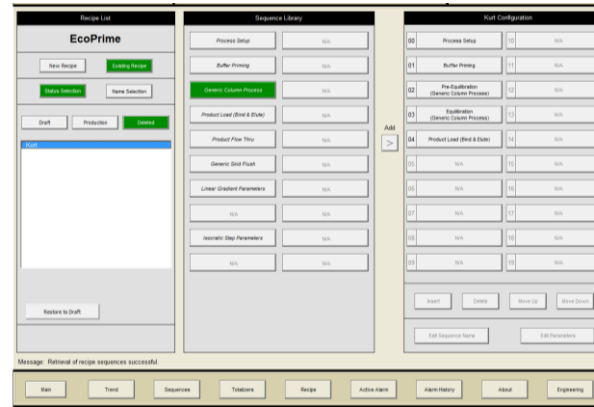 Recipe List
EcoPrime
New Recipe
Existing Recipe
Status Selection
Name Selection
Draft
Production
Deleted
Kurt
Restore to Draft
Sequence Library
Process Setup
N/A
Buffer Priming
N/A
Generic Column Process
N/A
Product Load (Bind & Elute)
N/A
Product Flow Thru
N/A
Generic Skid Flush
N/A
Linear Gradient Parameters
N/A
N/A
N/A
Isocratic Step Parameters
N/A
N/A
N/A
Add
>
Kurt Configuration
00 Process Setup
10 N/A
01 Buffer Priming
11 N/A
02 Pre-Equilibration
(Generic Column Process)
12 N/A
03 Equilibration
(Generic Column Process)
13 N/A
04 Product Load (Bind & Elute)
14 N/A
05 N/A
15 N/A
06 N/A
16 N/A
07 N/A
17 N/A
08 N/A
18 N/A
09 N/A
19 N/A
Insert
Delete
Move Up
Move Down
Edit Sequence Name
Edit Parameters
Message: Retrieval of recipe sequences successful.
Main
Trend
Sequences
Totalizers
Recipe
Active Alarm
Alarm History
About
Engineering